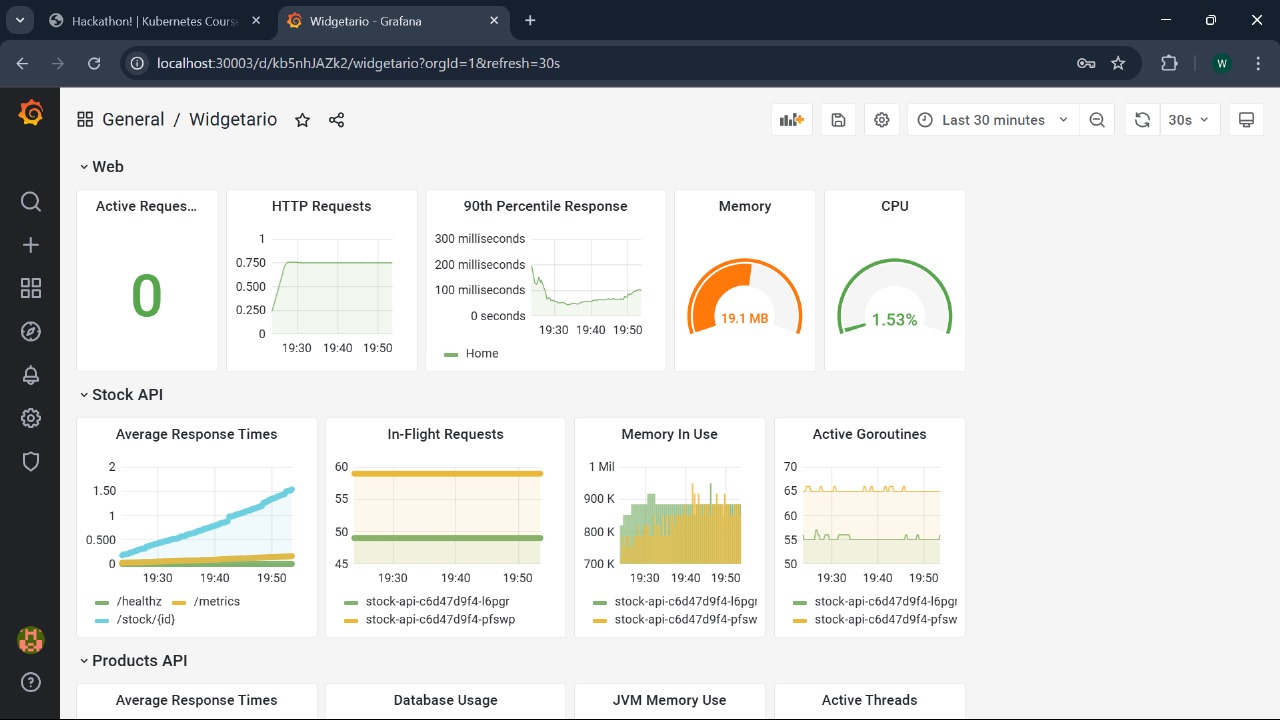 Hackathon! | Kubernetes Course
Widgetario - Grafana
localhost:30003/d/kb5nhJAZk2/widgetario?orgId=1&refresh=30s
W
General / Widgetario
Last 30 minutes
30s
Web
Active Reques...
0
HTTP Requests
1
0.750
0.500
0.250
0
19:30 19:40 19:50
90th Percentile Response
300 milliseconds
200 milliseconds
100 milliseconds
0 seconds
19:30 19:40 19:50
Home
Memory
19.1 MB
CPU
1.53%
Stock API
Average Response Times
2
1.50
1
0.500
0
19:30 19:40 19:50
/healthz /metrics
/stock/{id}
In-Flight Requests
60
55
50
45
19:30 19:40 19:50
stock-api-c6d47d9f4-l6pgr
stock-api-c6d47d9f4-pfswp
Memory In Use
1 Mil
900 K
800 K
700 K
19:30 19:40 19:50
stock-api-c6d47d9f4-l6pgr
stock-api-c6d47d9f4-pfsw
Active Goroutines
70
65
60
55
50
19:30 19:40 19:50
stock-api-c6d47d9f4-l6pgr
stock-api-c6d47d9f4-pfsw
Products API
Average Response Times
Database Usage
JVM Memory Use
Active Threads